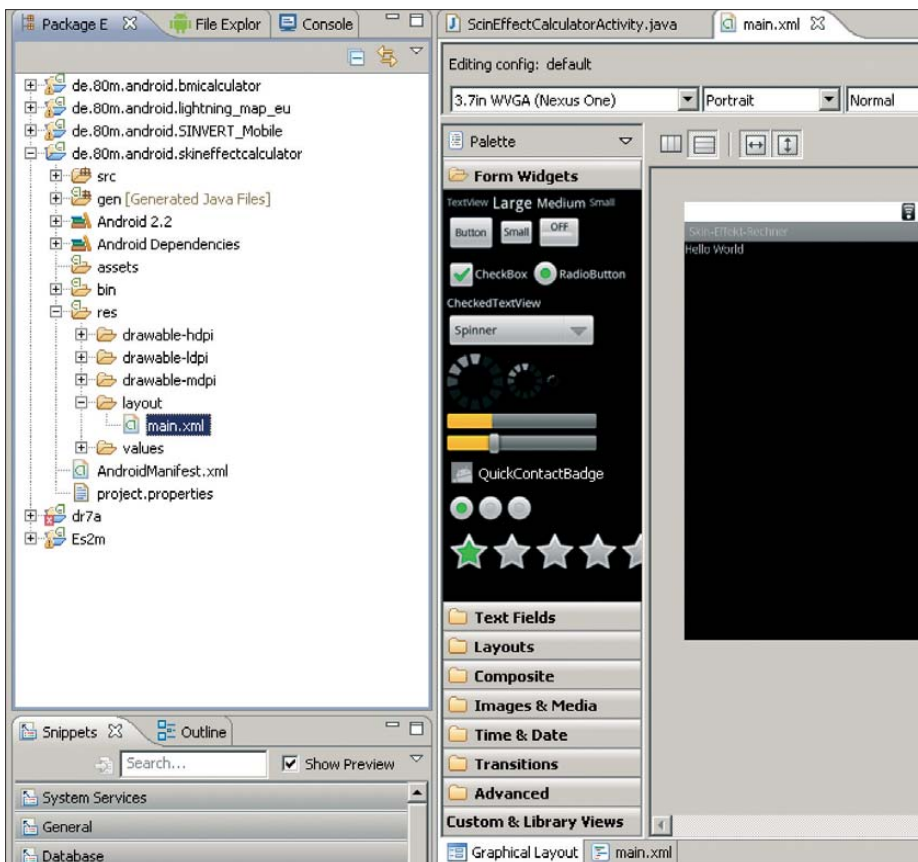 Package E
File Explor
Console
de.80m.android.bmicalculator
de.80m.android.lightning_map_eu
de.80m.android.SINVERT_Mobile
de.80m.android.skineffectcalculator
src
gen [Generated Java Files]
Android 2.2
Android Dependencies
assets
bin
res
drawable-hdpi
drawable-ldpi
drawable-mdpi
layout
main.xml
values
AndroidManifest.xml
project.properties
dr7a
Es2m
Snippets
Outline
Search...
Show Preview
System Services
General
Database
ScinEffectCalculatorActivity.java
main.xml
Editing config: default
3.7in WVGA (Nexus One)
Portrait
Normal
Palette
Form Widgets
TextView Large Medium Small
Button Small OFF
CheckBox RadioButton
CheckedTextView
Spinner
QuickContactBadge
Text Fields
Layouts
Composite
Images & Media
Time & Date
Transitions
Advanced
Custom & Library Views
Graphical Layout
main.xml
Skin-Effekt-Rechner
Hello World